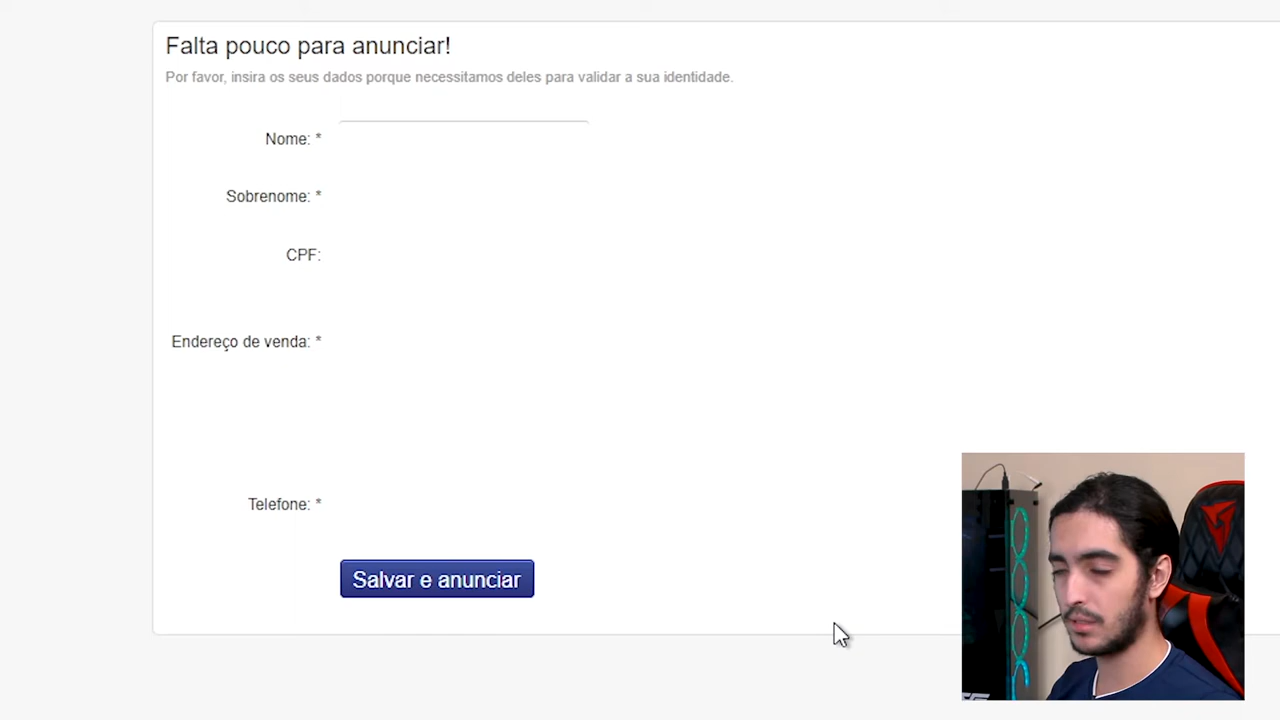 Falta pouco para anunciar!
Por favor, insira os seus dados porque necessitamos deles para validar a sua identidade.
Nome: *
Sobrenome: *
CPF:
Endereço de venda: *
Telefone: *
Salvar e anunciar